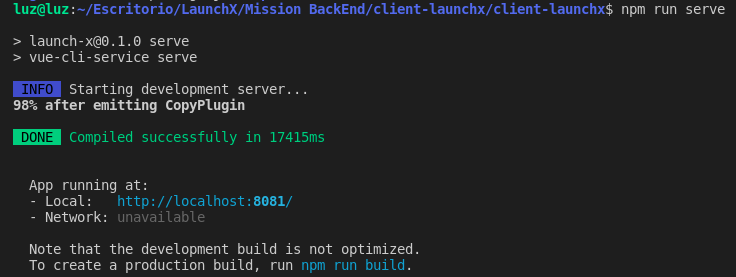 luz@luz:~/Escritorio/LaunchX/Mission BackEnd/client-launchx/client-launchx$ npm run serve
> launch-x@0.1.0 serve
> vue-cli-service serve
INFO Starting development server...
98% after emitting CopyPlugin
DONE Compiled successfully in 17415ms
App running at:
- Local: http://localhost:8081/
- Network: unavailable
Note that the development build is not optimized.
To create a production build, run npm run build.